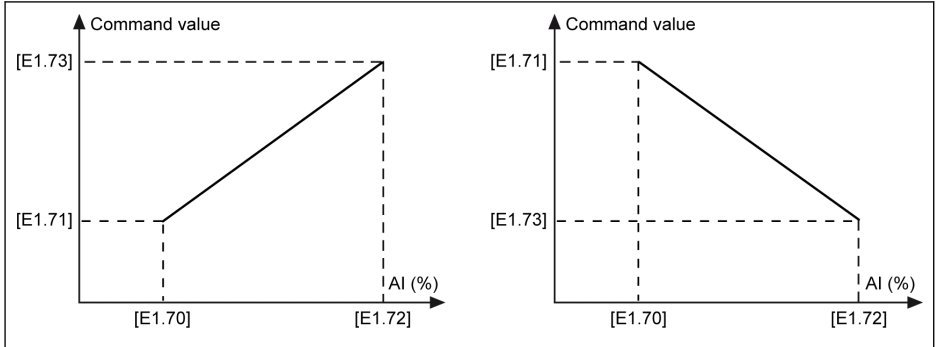 Command value
[E1.73]
[E1.71]
AI (%)
[E1.70]
[E1.72]
Command value
[E1.71]
[E1.73]
AI (%)
[E1.70]
[E1.72]